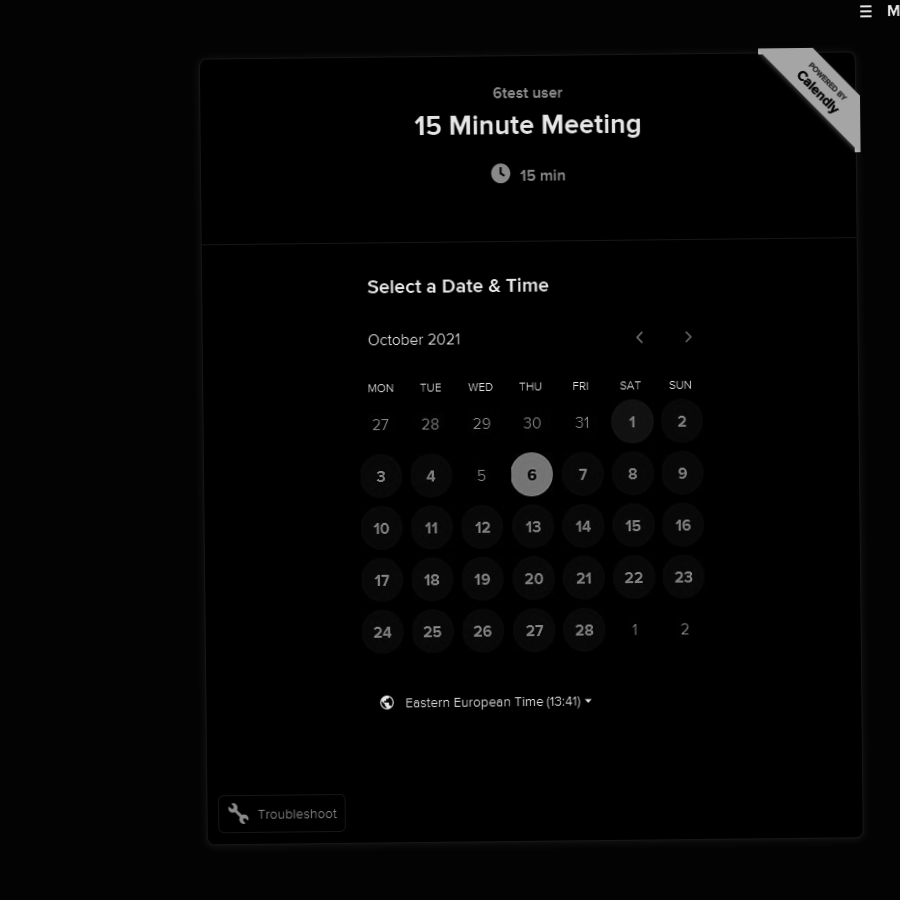 ☰ M
POWERED BY
Calendly
6test user
15 Minute Meeting
15 min
Select a Date & Time
October 2021
MON TUE WED THU FRI SAT SUN
27 28 29 30 31 1 2
3 4 5 6 7 8 9
10 11 12 13 14 15 16
17 18 19 20 21 22 23
24 25 26 27 28 1 2
Eastern European Time (13:41)
Troubleshoot